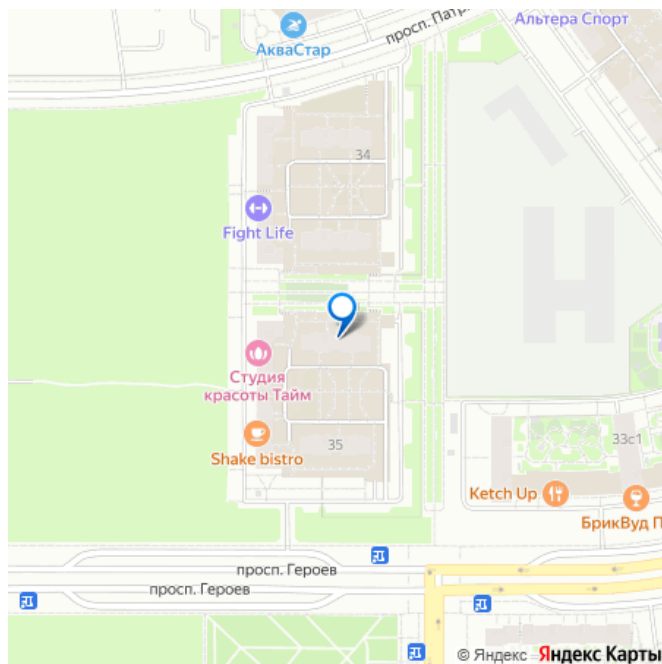 Альтера Спорт
просп. Патр
АкваСтар
34
Fight Life
Студия
красоты Тайм
35
Shake bistro
33с1
Ketch Up
БрикВуд П
просп. Героев
просп. Героев
© Яндекс Яндекс Карты